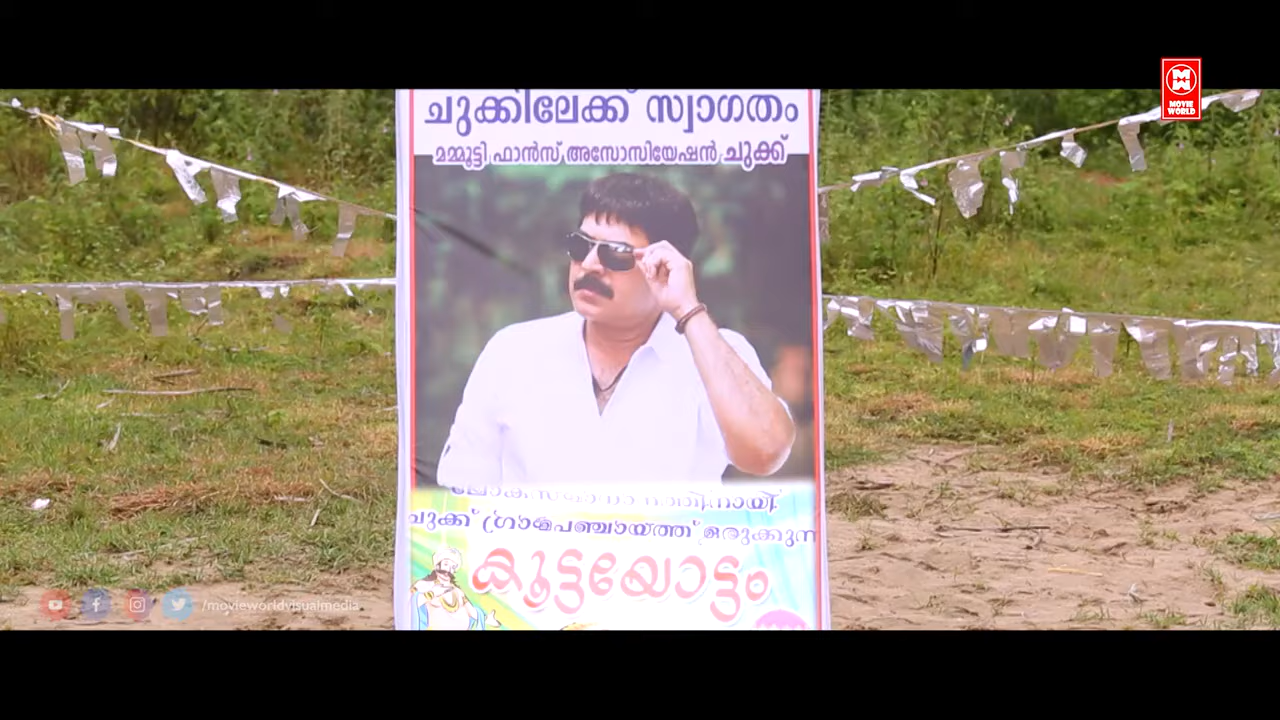 ചുക്കിലേക്ക് സ്വാഗതം
മമ്മൂട്ടി ഫാൻസ് അസോസിയേഷൻ ചുക്ക്
ചുക്ക് ഗ്രാമപഞ്ചായത്ത് ഒരുക്കുന്ന
കൂട്ടയോട്ടം
MOVIE
WORLD
/movieworldvisualmedia